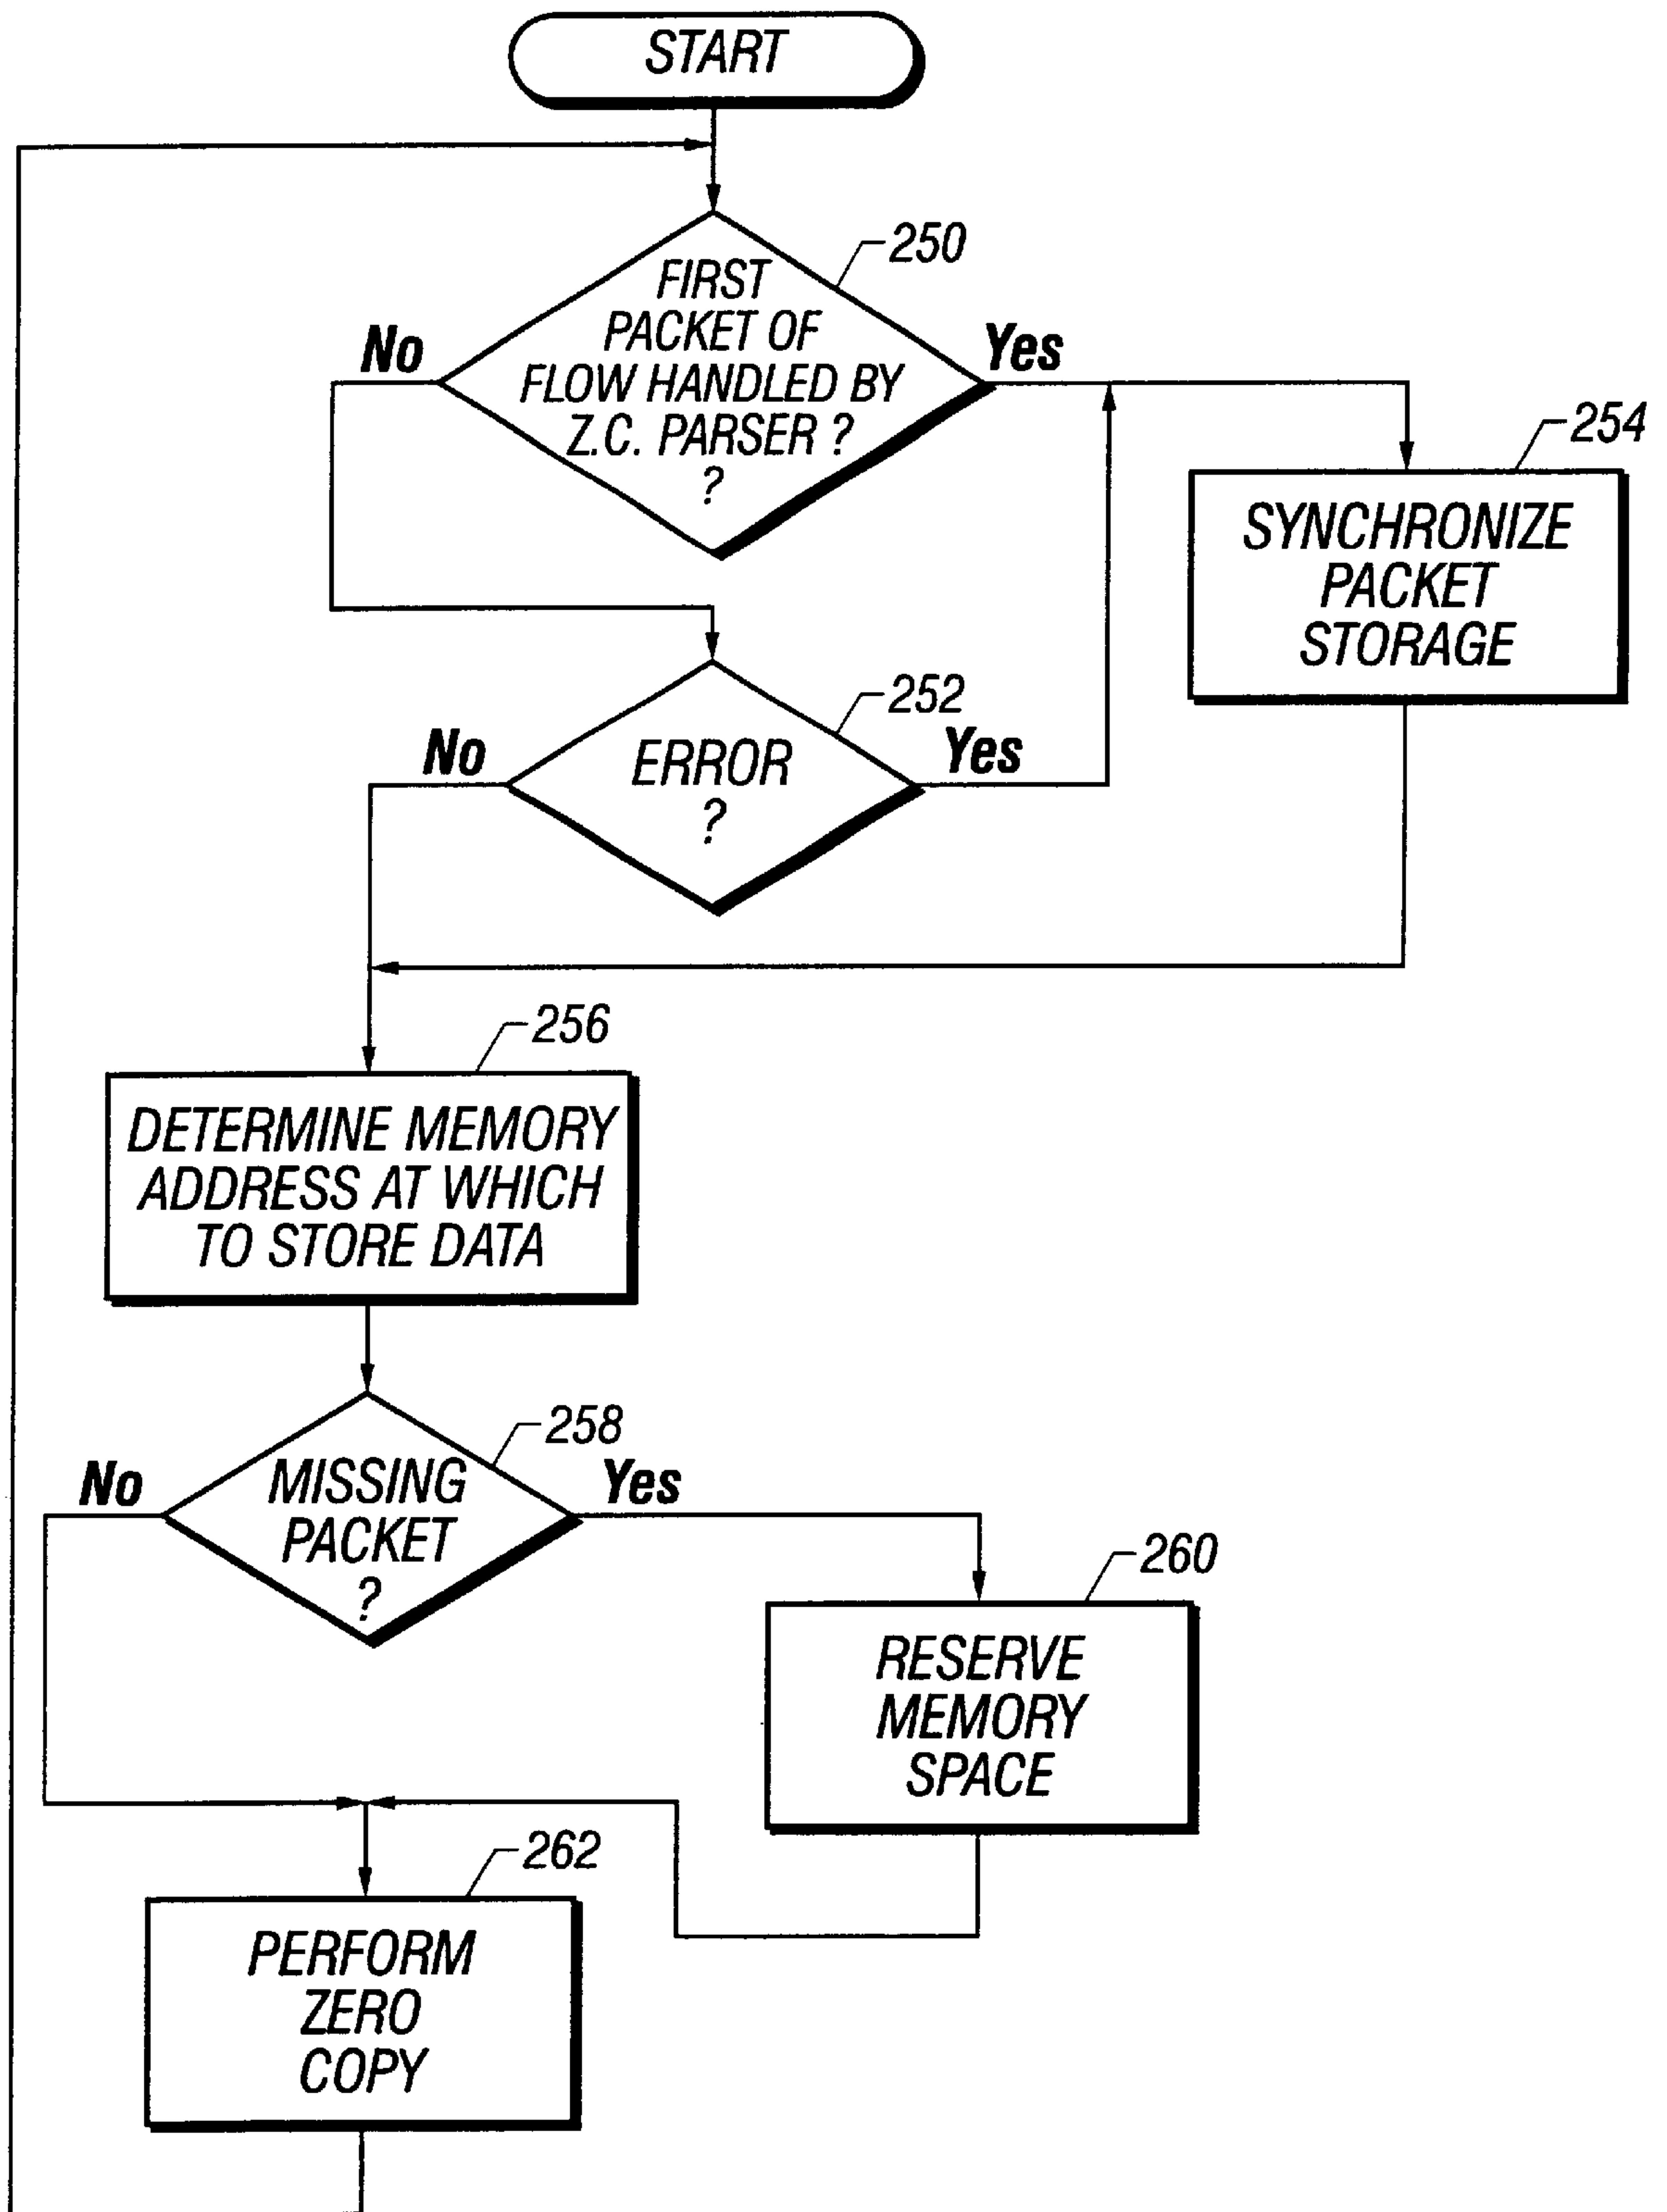 START
250
FIRST
PACKET OF
FLOW HANDLED BY
Z.C. PARSER ?
?
No
Yes
254
SYNCHRONIZE
PACKET
STORAGE
252
ERROR
?
No
Yes
256
DETERMINE MEMORY
ADDRESS AT WHICH
TO STORE DATA
258
MISSING
PACKET
?
No
Yes
260
RESERVE
MEMORY
SPACE
262
PERFORM
ZERO
COPY